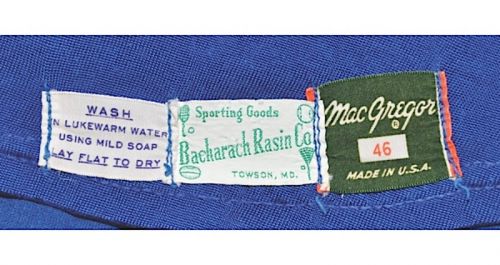 WASH
N LUKEWARM WATER
USING MILD SOAP
LAY FLAT TO DRY
Sporting Goods
Bacharach Rasin Co
TOWSON, MD.
MacGregor
®
46
MADE IN U.S.A.